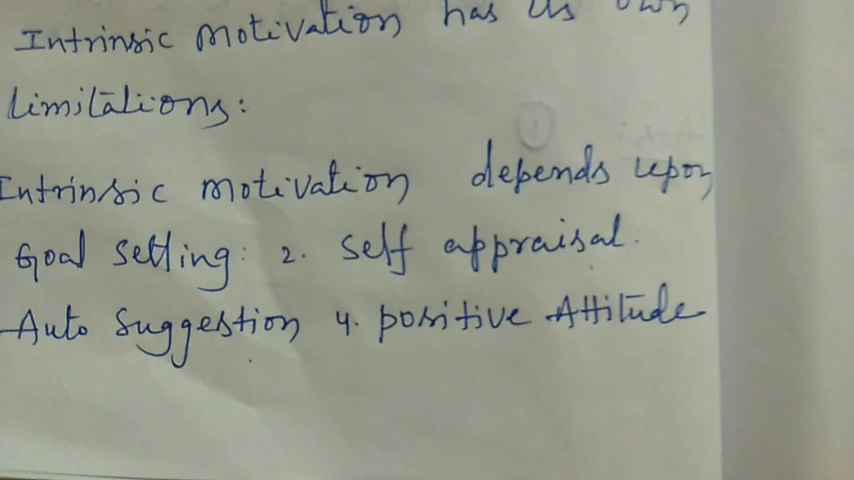 Intrinsic motivation has its own
limitations:
Intrinsic motivation depends upon
Goal setting: 2. Self appraisal.
Auto suggestion 4. positive Attitude